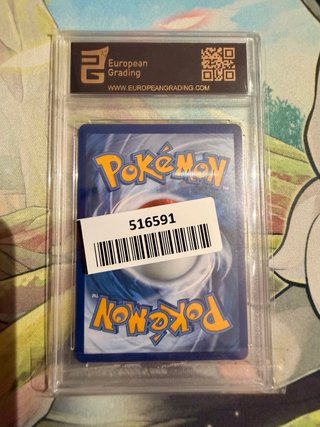 European
Grading
WWW.EUROPEANGRADING.COM
POKéMON
516591
POKéMON